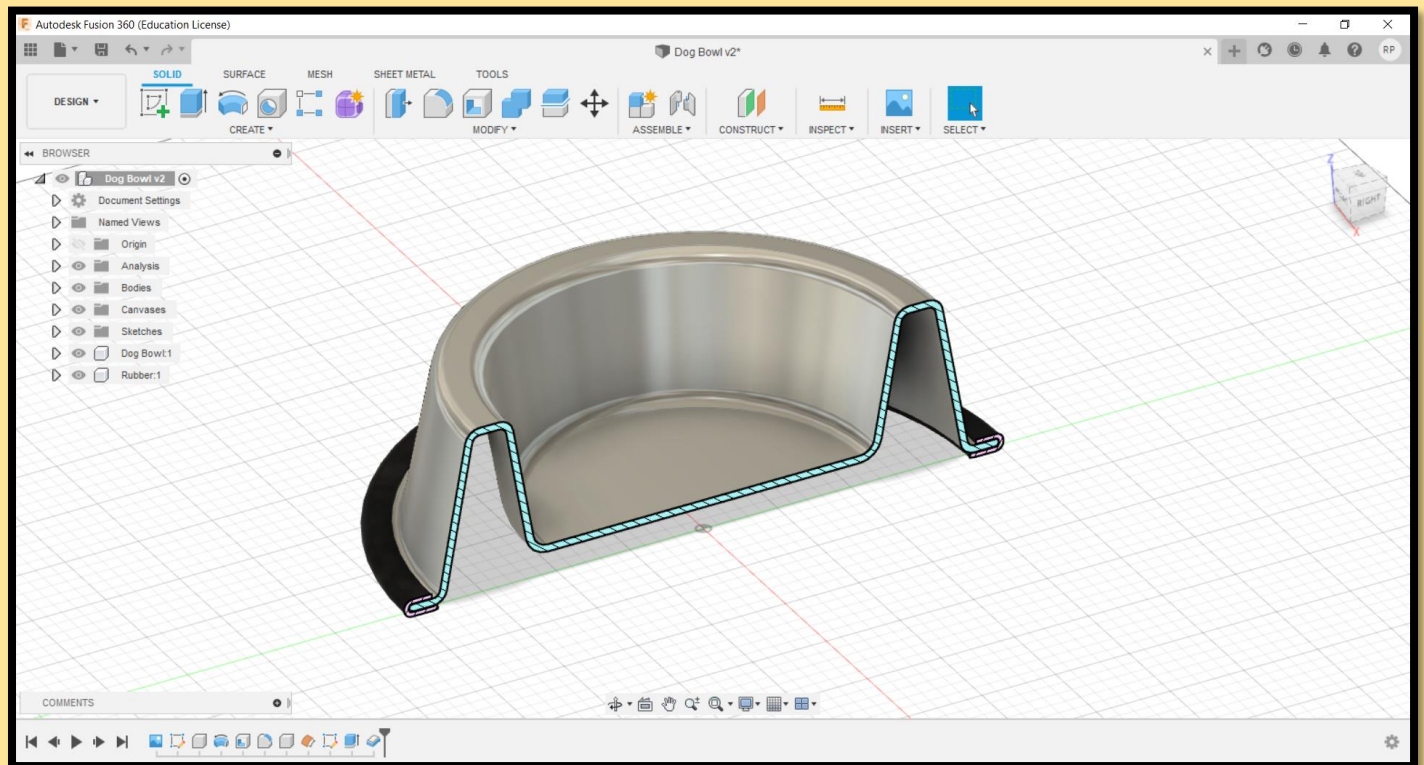 Autodesk Fusion 360 (Education License)
Dog Bowl v2*
RP
SOLID SURFACE MESH SHEET METAL TOOLS
DESIGN
CREATE MODIFY ASSEMBLE CONSTRUCT INSPECT INSERT SELECT
BROWSER
Dog Bowl v2
Document Settings
Named Views
Origin
Analysis
Bodies
Canvases
Sketches
Dog Bowl:1
Rubber:1
Z
RIGHT
X
COMMENTS